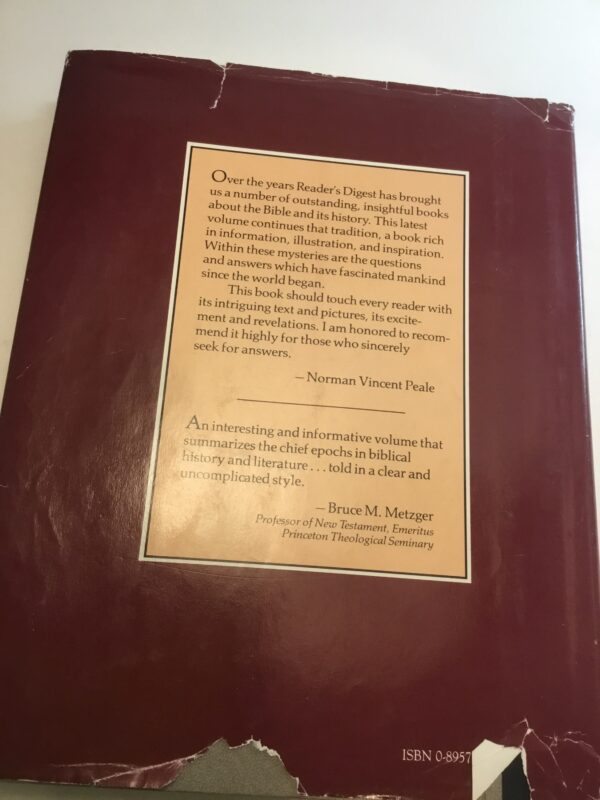 Over the years Reader's Digest has brought
us a number of outstanding, insightful books
about the Bible and its history. This latest
volume continues that tradition, a book rich
in information, illustration, and inspiration.
Within these mysteries are the questions
and answers which have fascinated mankind
since the world began.
This book should touch every reader with
its intriguing text and pictures, its excite-
ment and revelations. I am honored to recom-
mend it highly for those who sincerely
seek for answers.
—Norman Vincent Peale
An interesting and informative volume that
summarizes the chief epochs in biblical
history and literature . . . told in a clear and
uncomplicated style.
—Bruce M. Metzger
Professor of New Testament, Emeritus
Princeton Theological Seminary
ISBN 0-8957